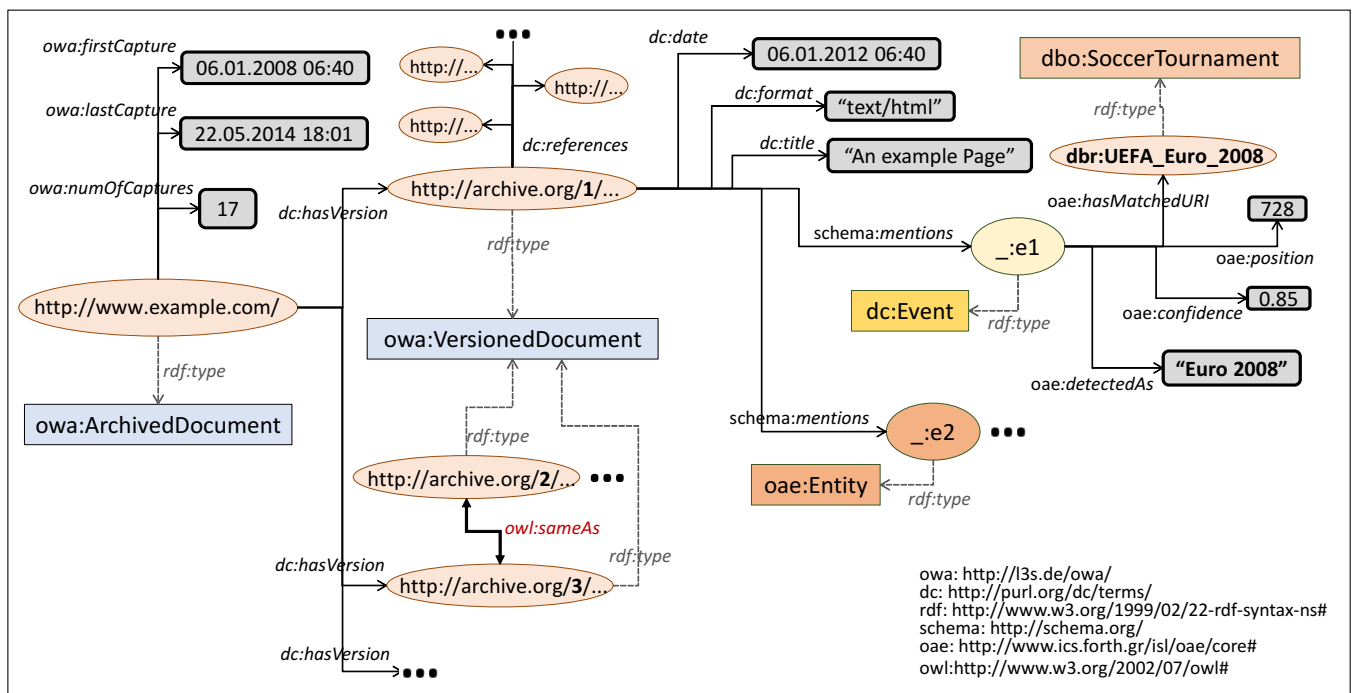 owa:firstCapture
06.01.2008 06:40
owa:lastCapture
22.05.2014 18:01
owa:numOfCaptures
17
http://www.example.com/
rdf:type
owa:ArchivedDocument
dc:hasVersion
http://...
http://...
http://...
dc:references
http://archive.org/1/...
rdf:type
owa:VersionedDocument
rdf:type
http://archive.org/2/...
owl:sameAs
rdf:type
dc:hasVersion
http://archive.org/3/...
dc:hasVersion
dc:date
06.01.2012 06:40
dc:format
“text/html”
dc:title
“An example Page”
schema:mentions
_:e1
dc:Event
rdf:type
schema:mentions
_:e2
oae:Entity
rdf:type
dbo:SoccerTournament
rdf:type
dbr:UEFA_Euro_2008
oae:hasMatchedURI
728
oae:position
0.85
oae:confidence
“Euro 2008”
oae:detectedAs
owa: http://l3s.de/owa/
dc: http://purl.org/dc/terms/
rdf: http://www.w3.org/1999/02/22-rdf-syntax-ns#
schema: http://schema.org/
oae: http://www.ics.forth.gr/isl/oae/core#
owl:http://www.w3.org/2002/07/owl#